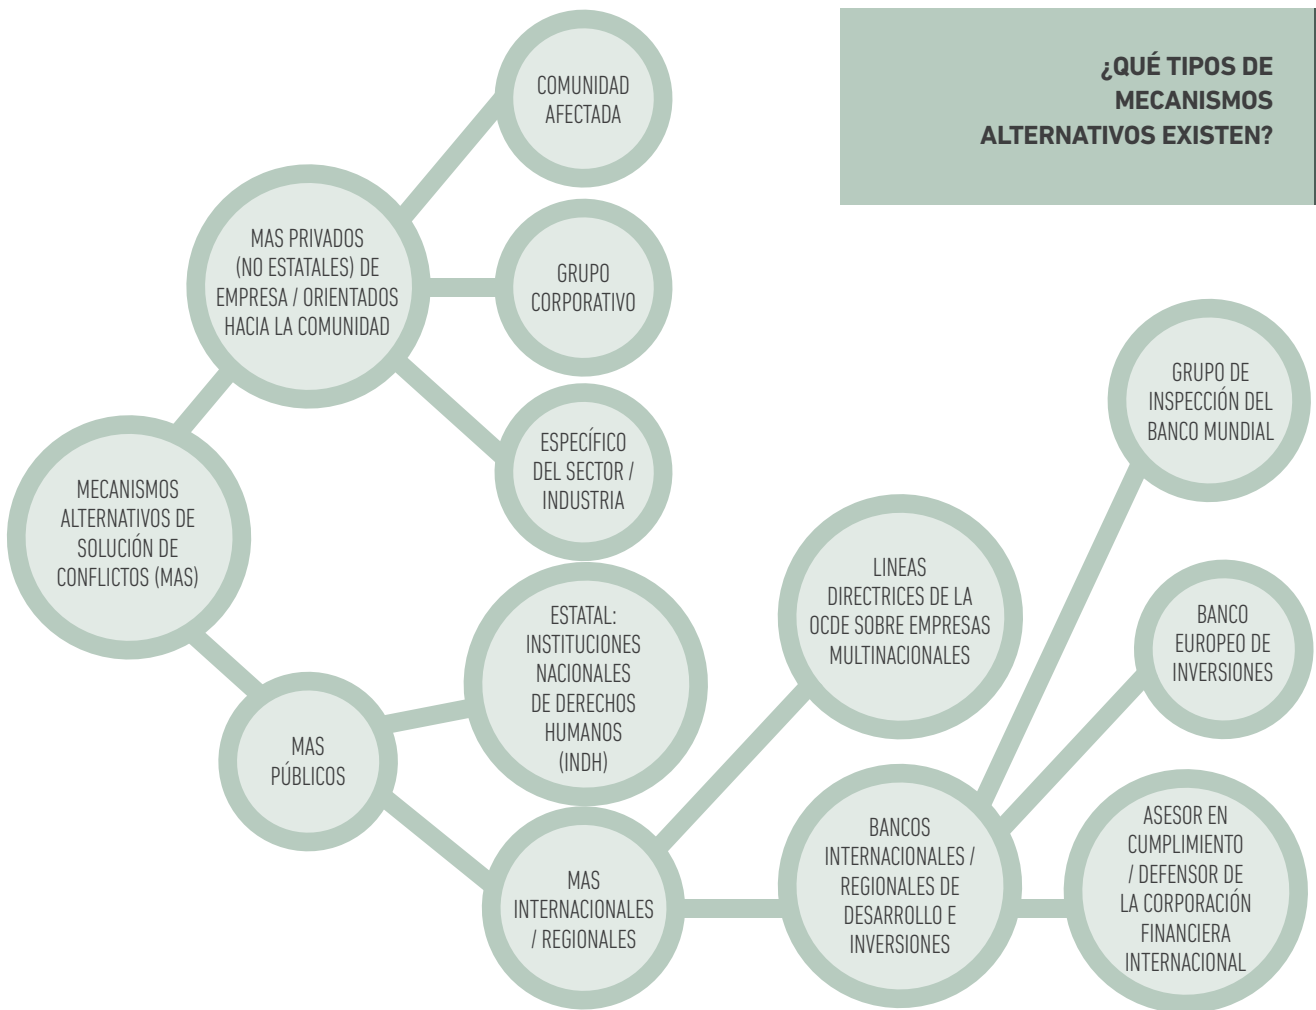 ¿QUÉ TIPOS DE
MECANISMOS
ALTERNATIVOS EXISTEN?
MECANISMOS
ALTERNATIVOS DE
SOLUCIÓN DE
CONFLICTOS (MAS)
MAS PRIVADOS
(NO ESTATALES) DE
EMPRESA / ORIENTADOS
HACIA LA COMUNIDAD
COMUNIDAD
AFECTADA
GRUPO
CORPORATIVO
ESPECÍFICO
DEL SECTOR /
INDUSTRIA
MAS
PÚBLICOS
ESTATAL:
INSTITUCIONES
NACIONALES
DE DERECHOS
HUMANOS
(INDH)
MAS
INTERNACIONALES
/ REGIONALES
LINEAS
DIRECTRICES DE LA
OCDE SOBRE EMPRESAS
MULTINACIONALES
BANCOS
INTERNACIONALES /
REGIONALES DE
DESARROLLO E
INVERSIONES
GRUPO DE
INSPECCIÓN DEL
BANCO MUNDIAL
BANCO
EUROPEO DE
INVERSIONES
ASESOR EN
CUMPLIMIENTO
/ DEFENSOR DE
LA CORPORACIÓN
FINANCIERA
INTERNACIONAL